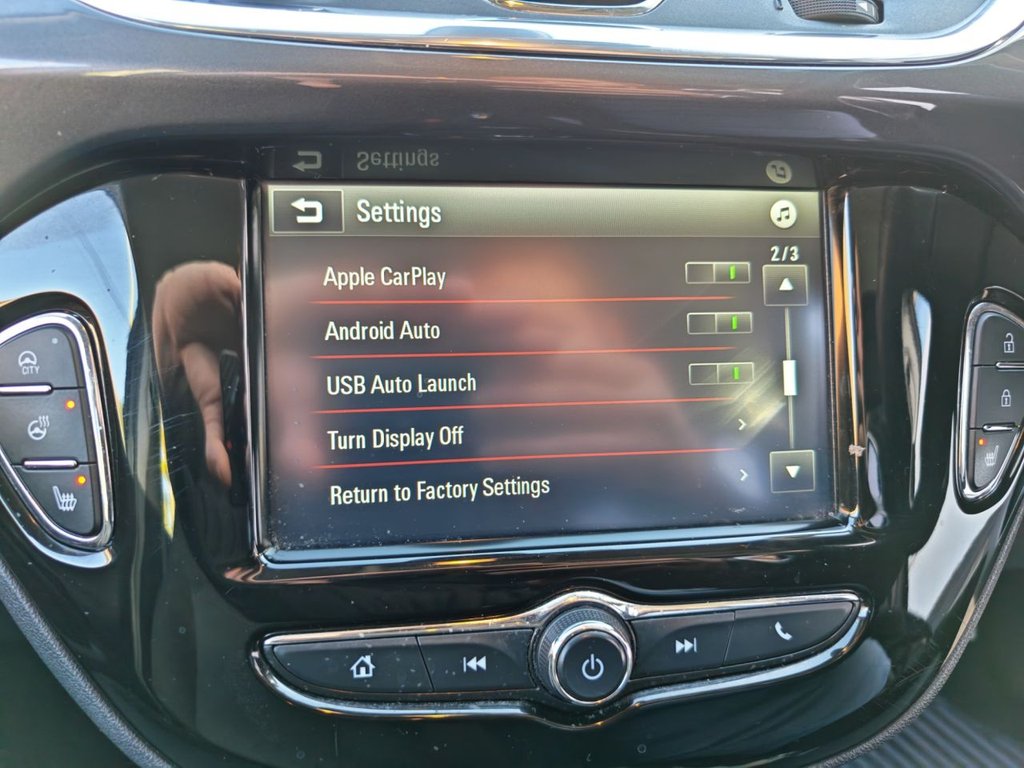 Settings
2/3
Apple CarPlay
Android Auto
USB Auto Launch
Turn Display Off
Return to Factory Settings
CITY